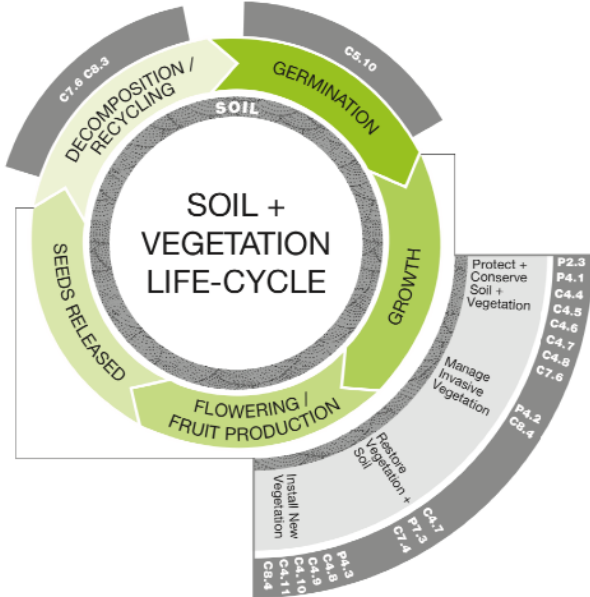 C7.6 C8.3
C5.10
DECOMPOSITION /
RECYCLING
GERMINATION
SOIL
SOIL +
VEGETATION
LIFE-CYCLE
SEEDS RELEASED
GROWTH
FLOWERING /
FRUIT PRODUCTION
Protect +
Conserve
Soil +
Vegetation
P2.3
P4.1
C4.4
C4.5
C4.6
C4.7
C4.8
C7.6
Manage
Invasive
Vegetation
P4.2
C8.4
Restore
Vegetation +
Soil
C4.7
P7.3
C7.4
Install New
Vegetation
P4.3
C4.8
C4.9
C4.10
C4.11
C8.4